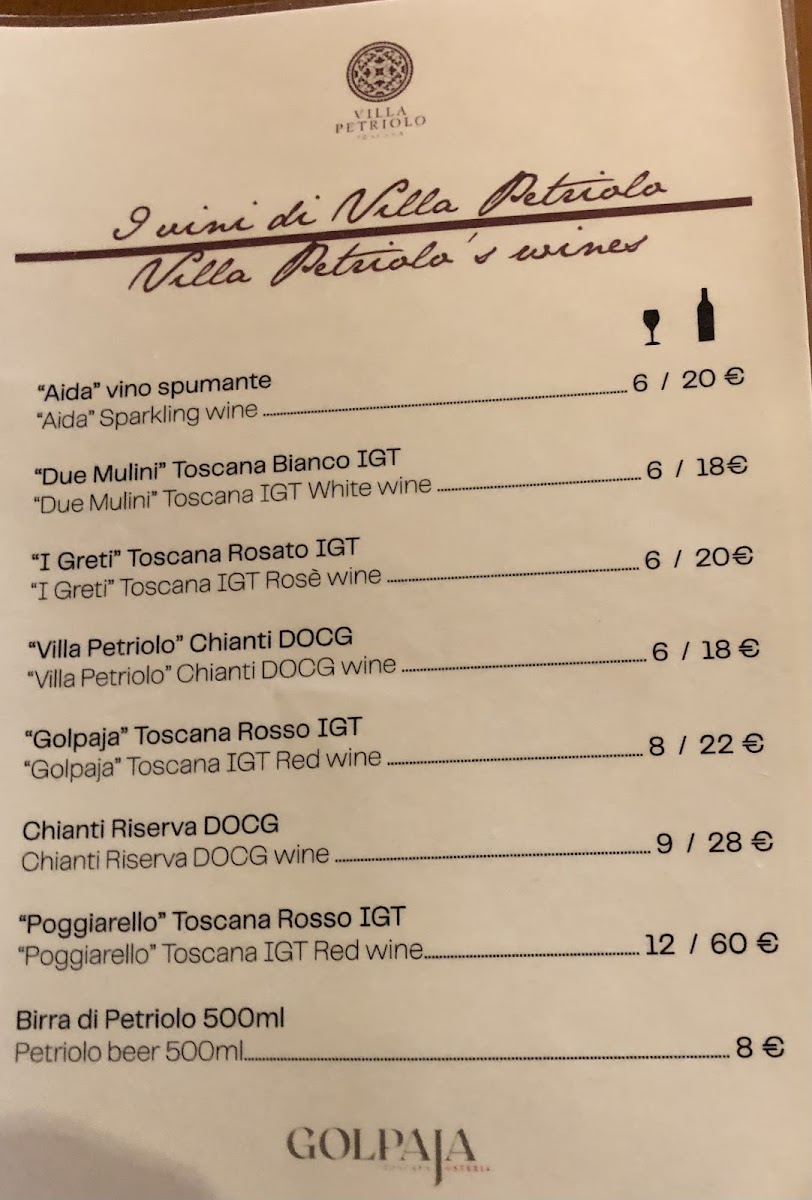 VILLA
PETRIOLO
TOSCANA
I vini di Villa Petriolo
Villa Petriolo's wines
“Aida” vino spumante
“Aida” Sparkling wine 6 / 20 €
“Due Mulini” Toscana Bianco IGT
“Due Mulini” Toscana IGT White wine 6 / 18€
“I Greti” Toscana Rosato IGT
“I Greti” Toscana IGT Rosè wine 6 / 20€
“Villa Petriolo” Chianti DOCG
“Villa Petriolo” Chianti DOCG wine 6 / 18 €
“Golpaja” Toscana Rosso IGT
“Golpaja” Toscana IGT Red wine 8 / 22 €
Chianti Riserva DOCG
Chianti Riserva DOCG wine 9 / 28 €
“Poggiarello” Toscana Rosso IGT
“Poggiarello” Toscana IGT Red wine 12 / 60 €
Birra di Petriolo 500ml
Petriolo beer 500ml 8 €
GOLPAJA
TOSCANA OSTERIA